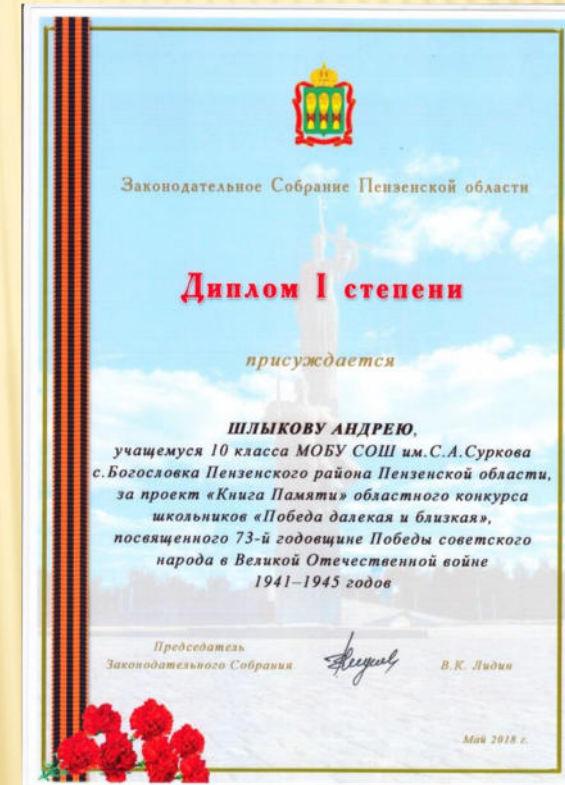 Законодательное Собрание Пензенской области
Диплом I степени
присуждается
ШЛЫКОВУ АНДРЕЮ,
учащемуся 10 класса МОБУ СОШ им.С.А.Суркова
с.Богословка Пензенского района Пензенской области,
за проект «Книга Памяти» областного конкурса
школьников «Победа далекая и близкая»,
посвященного 73-й годовщине Победы советского
народа в Великой Отечественной войне
1941–1945 годов
Председатель
Законодательного Собрания
В.К. Лидин
Май 2018 г.